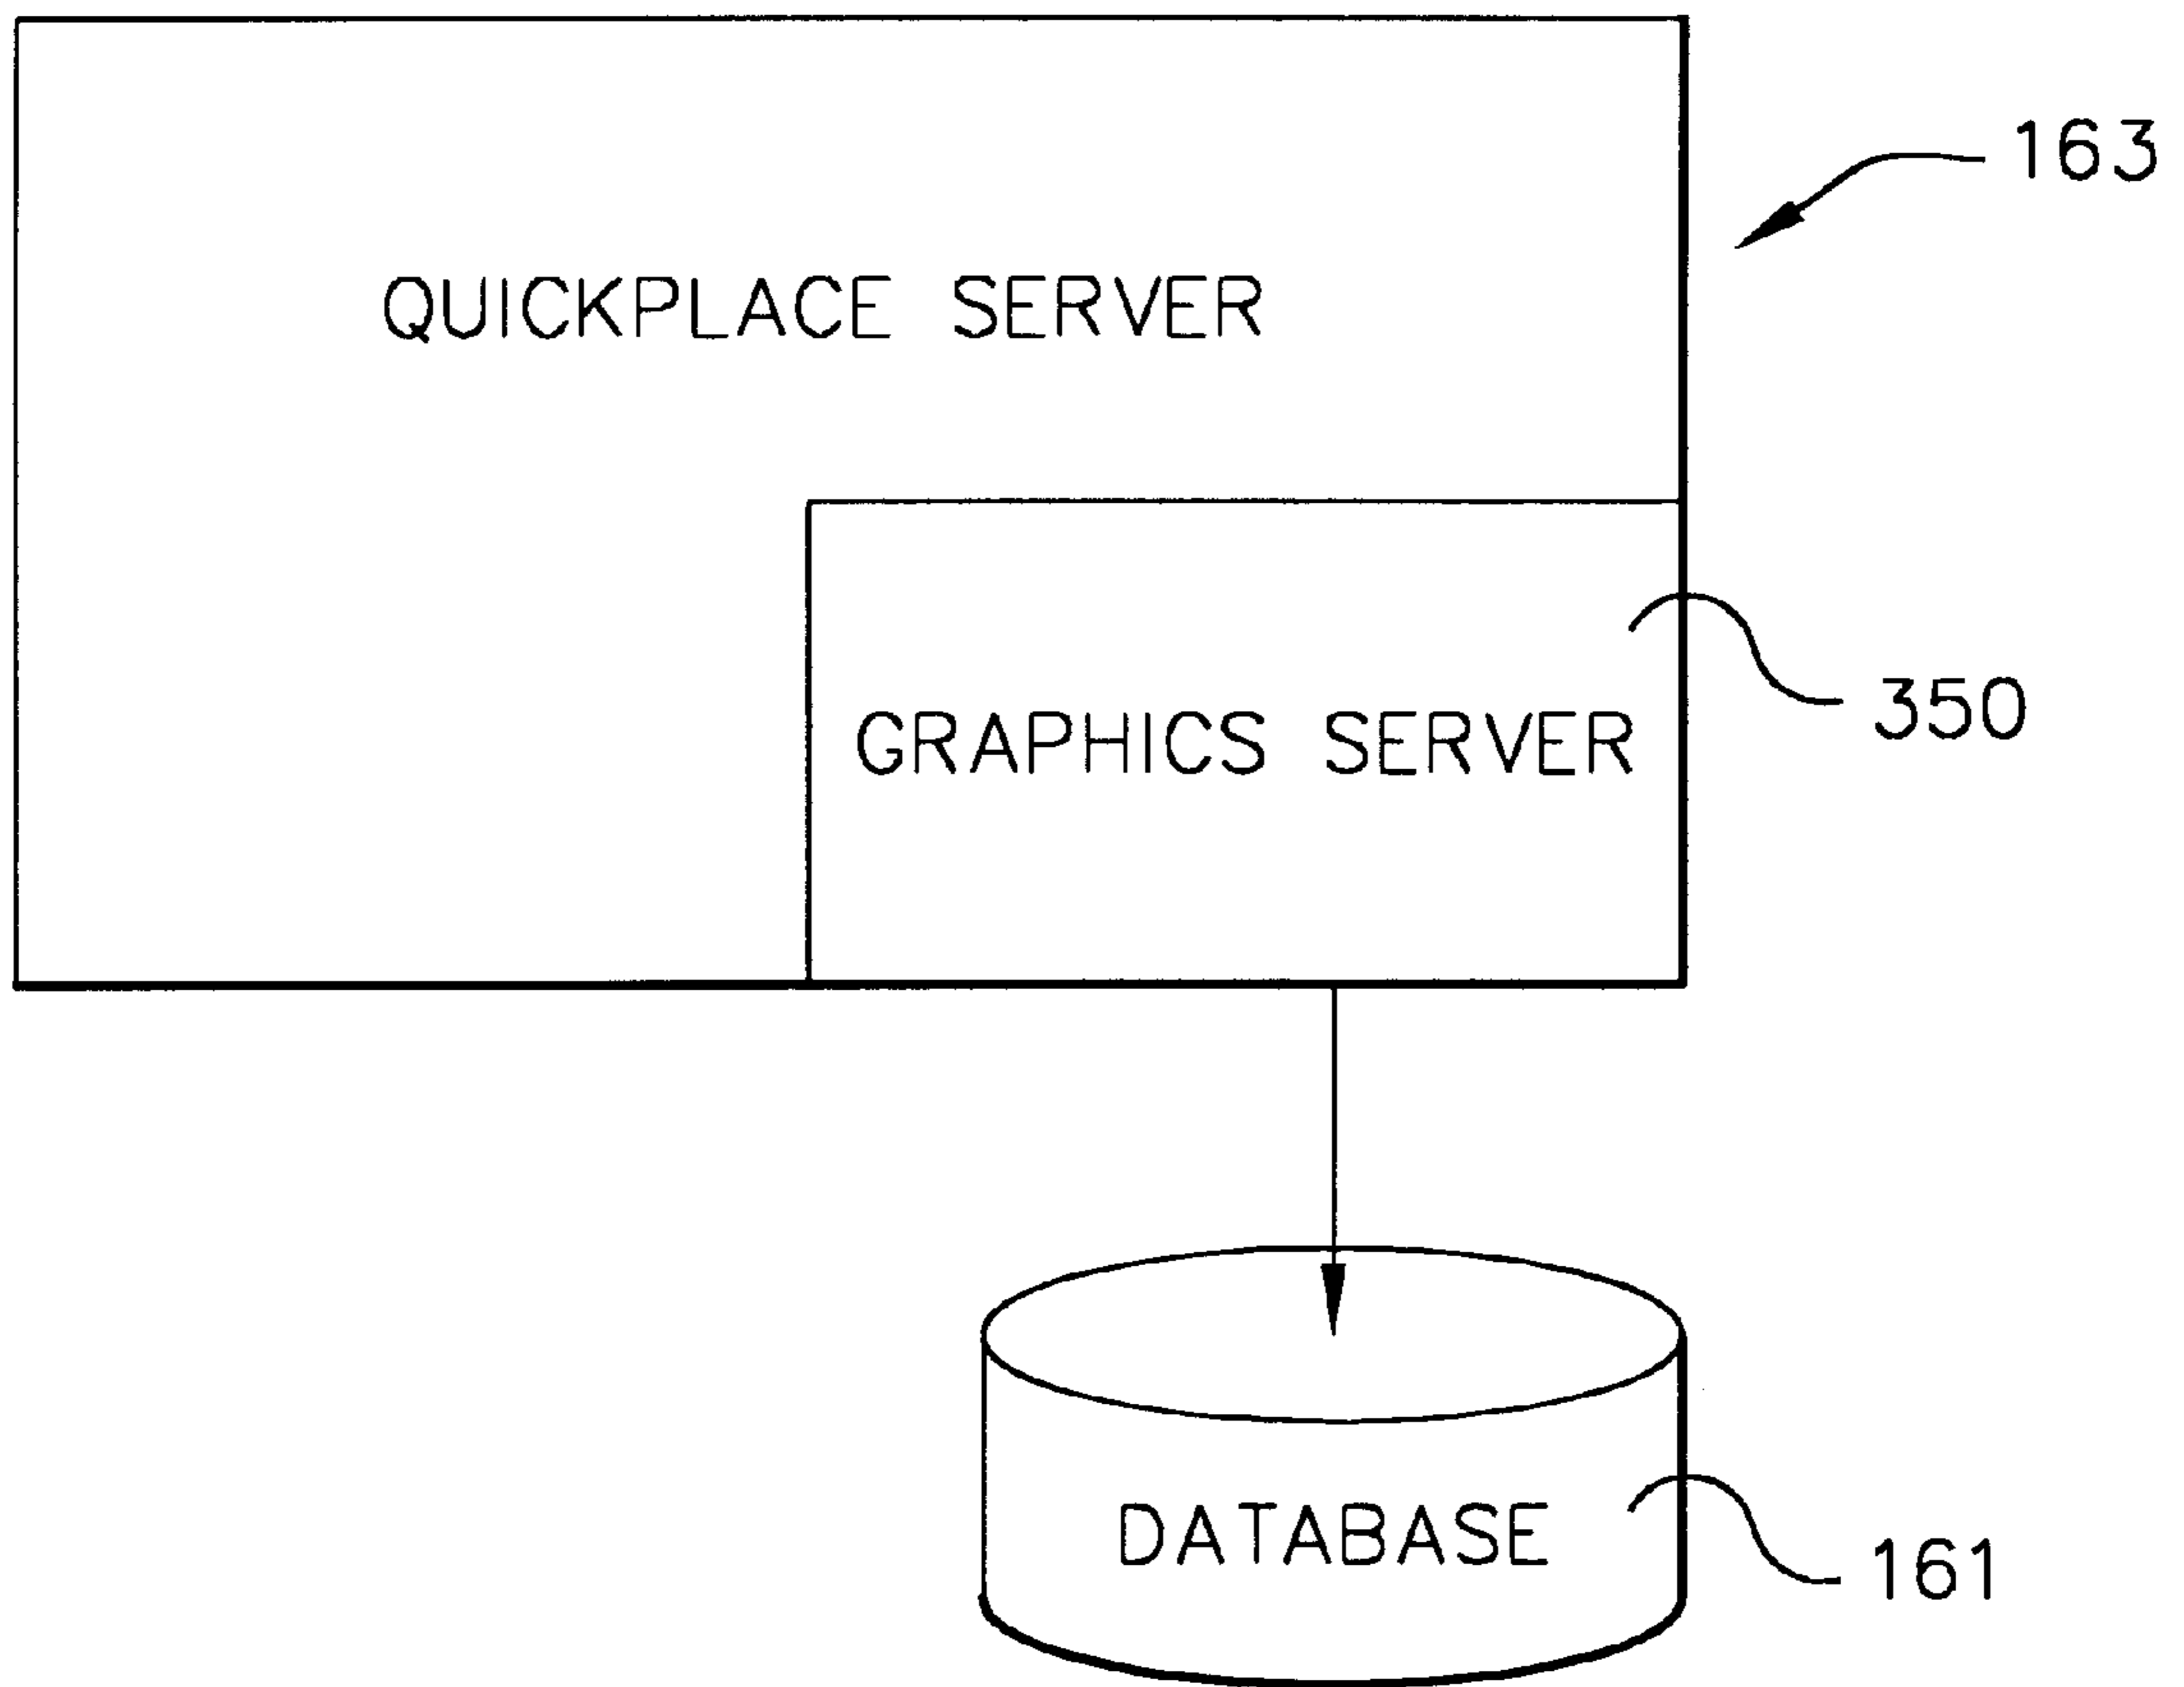 163
QUICKPLACE SERVER
350
GRAPHICS SERVER
DATABASE
161